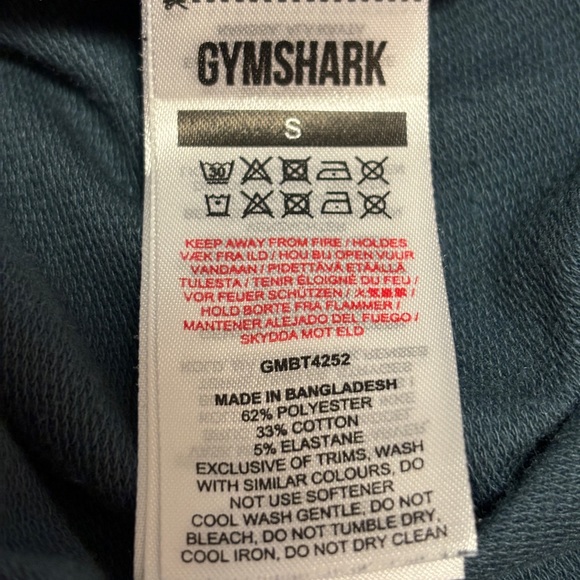 GYMSHARK
S
30
KEEP AWAY FROM FIRE / HOLDES
VÆK FRA ILD / HOU BIJ OPEN VUUR
VANDAAN / PIDETTÄVÄ ETÄÄLLÄ
TULESTA / TENIR ÉLOIGNÉ DU FEU /
VOR FEUER SCHÜTZEN /
HOLD BORTE FRA FLAMMER /
MANTENER ALEJADO DEL FUEGO /
SKYDDA MOT ELD
GMBT4252
MADE IN BANGLADESH
62% POLYESTER
33% COTTON
5% ELASTANE
EXCLUSIVE OF TRIMS, WASH
WITH SIMILAR COLOURS, DO
NOT USE SOFTENER
COOL WASH GENTLE, DO NOT
BLEACH, DO NOT TUMBLE DRY,
COOL IRON, DO NOT DRY CLEAN